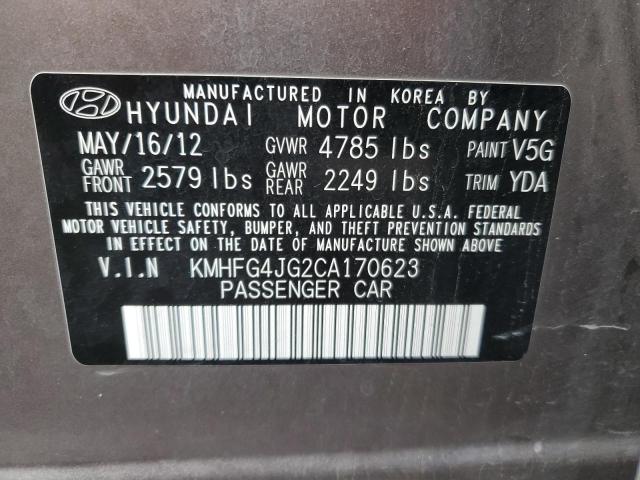 MANUFACTURED IN KOREA BY
HYUNDAI MOTOR COMPANY
MAY/16/12 GVWR 4785 lbs PAINT V5G
GAWR FRONT 2579 lbs GAWR REAR 2249 lbs TRIM YDA
THIS VEHICLE CONFORMS TO ALL APPLICABLE U.S.A. FEDERAL
MOTOR VEHICLE SAFETY, BUMPER, AND THEFT PREVENTION STANDARDS
IN EFFECT ON THE DATE OF MANUFACTURE SHOWN ABOVE.
V.I.N KMHFG4JG2CA170623
PASSENGER CAR